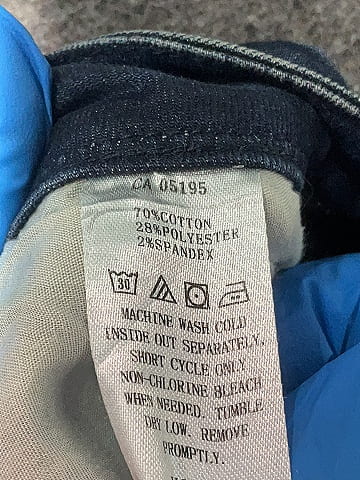 CA 05195
70%COTTON
28%POLYESTER
2%SPANDEX
30
MACHINE WASH COLD
INSIDE OUT SEPARATELY.
SHORT CYCLE ONLY
NON-CHLORINE BLEACH
WHEN NEEDED. TUMBLE
DRY LOW. REMOVE
PROMPTLY.